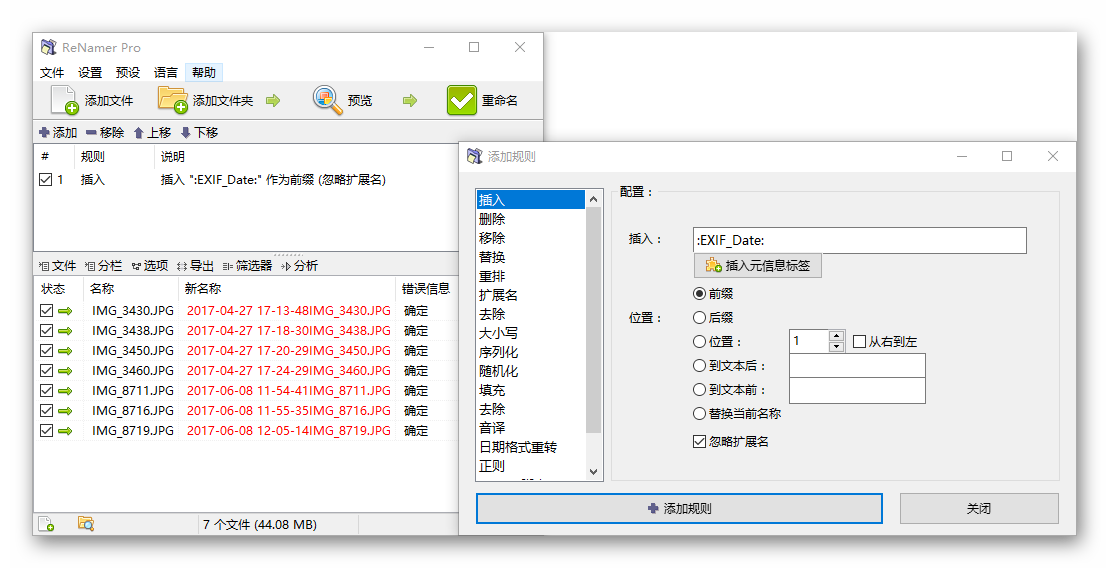 ReNamer Pro
文件 设置 预设 语言 帮助
添加文件 添加文件夹 预览 重命名
添加 移除 上移 下移
# 规则 说明
1 插入 插入 ":EXIF_Date:" 作为前缀 (忽略扩展名)
文件 分栏 选项 导出 筛选器 分析
状态 名称 新名称 错误信息
IMG_3430.JPG 2017-04-27 17-13-48IMG_3430.JPG 确定
IMG_3438.JPG 2017-04-27 17-18-30IMG_3438.JPG 确定
IMG_3450.JPG 2017-04-27 17-20-29IMG_3450.JPG 确定
IMG_3460.JPG 2017-04-27 17-24-29IMG_3460.JPG 确定
IMG_8711.JPG 2017-06-08 11-54-41IMG_8711.JPG 确定
IMG_8716.JPG 2017-06-08 11-55-35IMG_8716.JPG 确定
IMG_8719.JPG 2017-06-08 12-05-14IMG_8719.JPG 确定
7 个文件 (44.08 MB)
添加规则
插入
删除
移除
替换
重排
扩展名
去除
大小写
序列化
随机化
填充
去除
音译
日期格式重转
正则
配置：
插入： :EXIF_Date:
插入元信息标签
位置：
前缀
后缀
位置： 1 从右到左
到文本后：
到文本前：
替换当前名称
忽略扩展名
添加规则 关闭